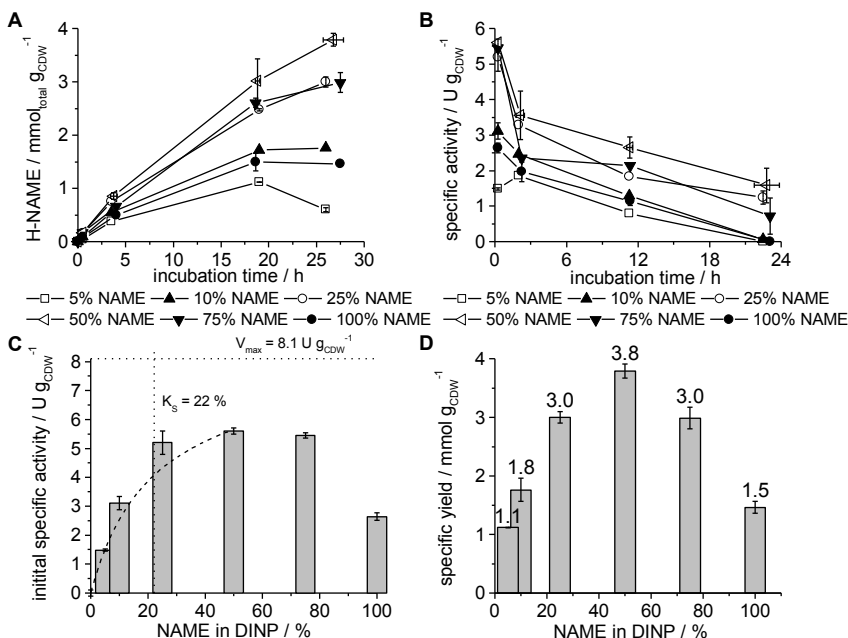 A
H-NAME / mmol_total g_CDW^-1
4
3
2
1
0
0 5 10 15 20 25 30
incubation time / h
5% NAME 10% NAME 25% NAME
50% NAME 75% NAME 100% NAME
B
specific activity / U g_CDW^-1
6
5
4
3
2
1
0
0 6 12 18 24
incubation time / h
5% NAME 10% NAME 25% NAME
50% NAME 75% NAME 100% NAME
C
V_max = 8.1 U g_CDW^-1
K_S = 22 %
initital specific activity / U g_CDW^-1
8
7
6
5
4
3
2
1
0
0 20 40 60 80 100
NAME in DINP / %
D
specific yield / mmol g_CDW^-1
4
3
2
1
0
1.1
1.8
3.0
3.8
3.0
1.5
0 20 40 60 80 100
NAME in DINP / %